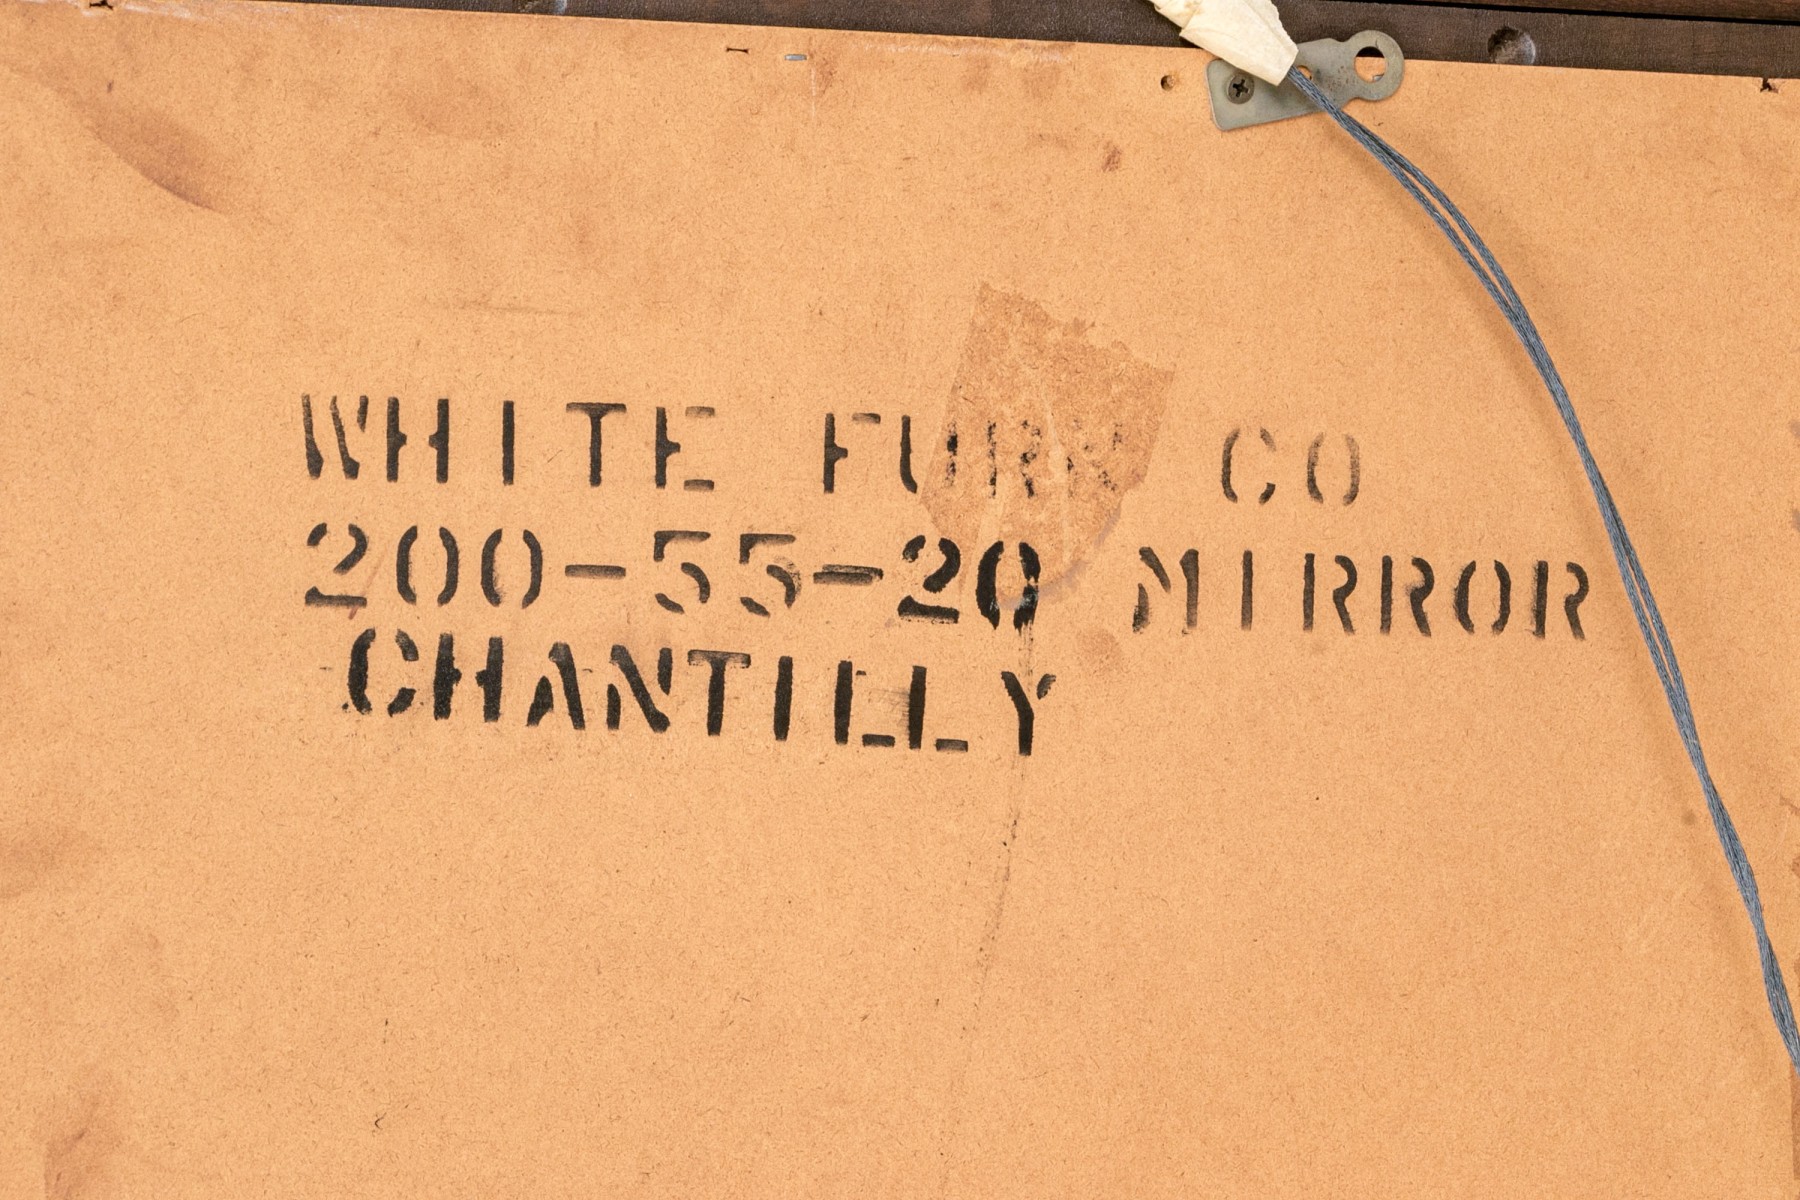 WHITE FURN CO
200-55-20 MIRROR
CHANTILLY